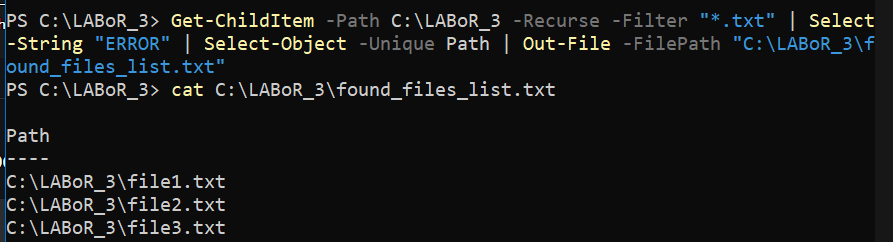 PS C:\LABoR_3> Get-ChildItem -Path C:\LABoR_3 -Recurse -Filter "*.txt" | Select
-String "ERROR" | Select-Object -Unique Path | Out-File -FilePath "C:\LABoR_3\f
ound_files_list.txt"
PS C:\LABoR_3> cat C:\LABoR_3\found_files_list.txt
Path
----
C:\LABoR_3\file1.txt
C:\LABoR_3\file2.txt
C:\LABoR_3\file3.txt